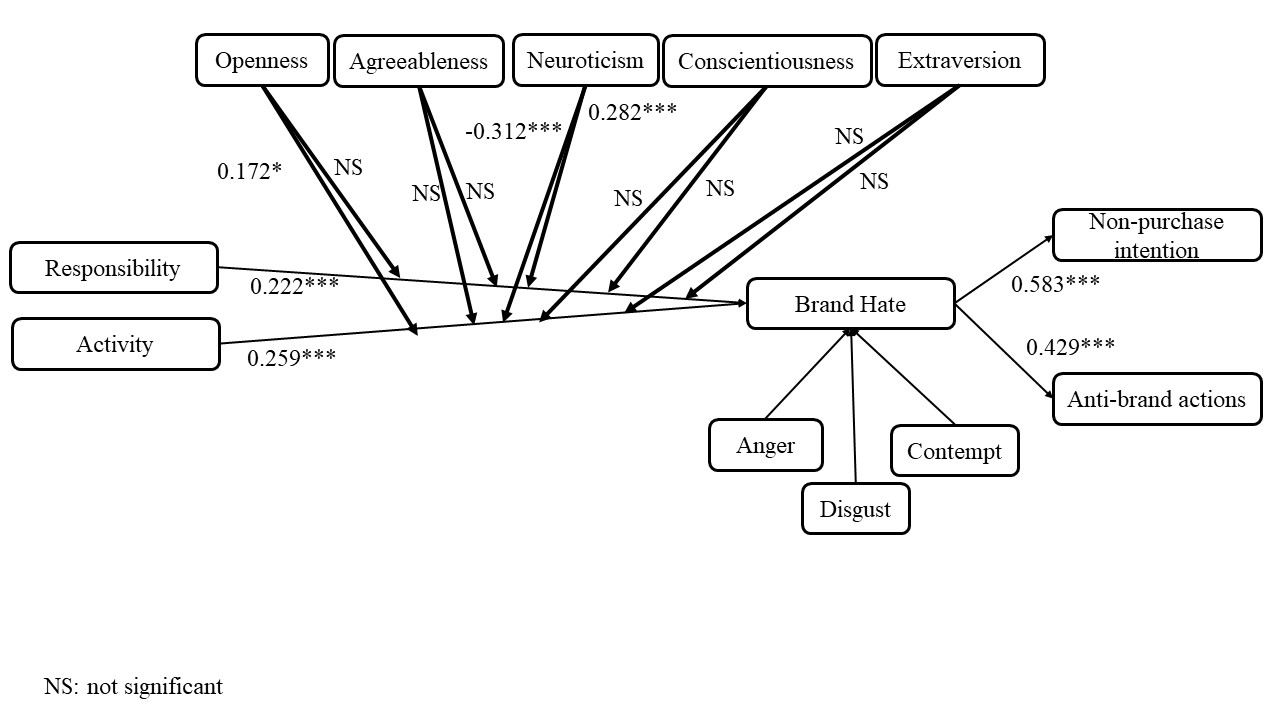 Openness
Agreeableness
Neuroticism
Conscientiousness
Extraversion
0.282***
-0.312***
NS
0.172*
NS
NS
NS
NS
NS
NS
Responsibility
0.222***
Activity
0.259***
Brand Hate
Non-purchase
intention
0.583***
0.429***
Anti-brand actions
Anger
Contempt
Disgust
NS: not significant